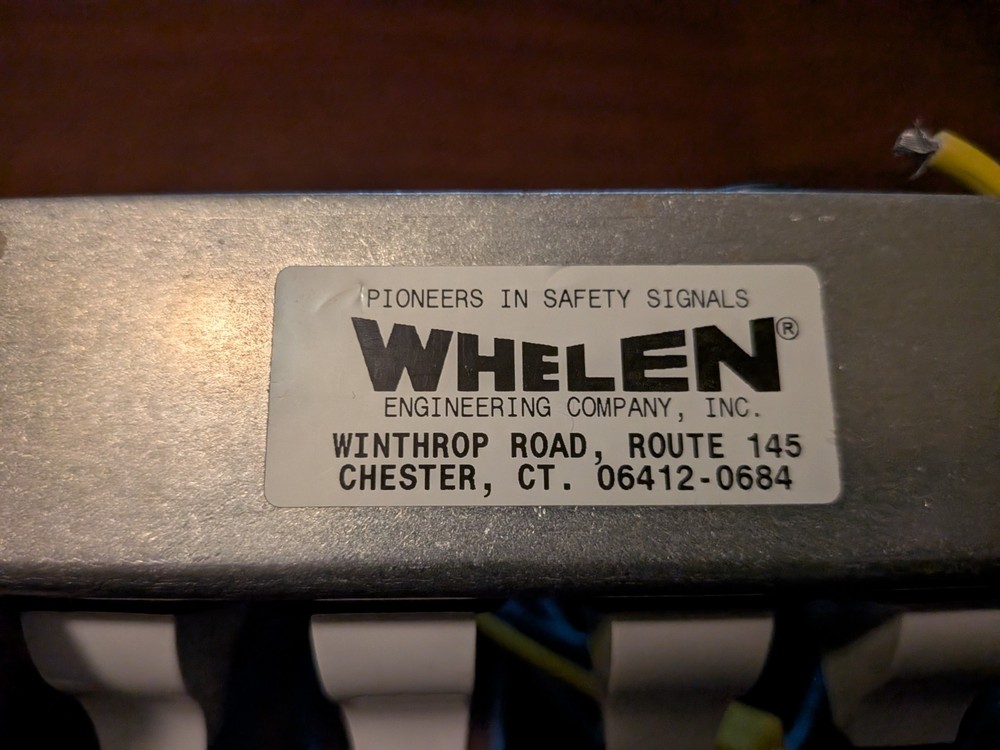 PIONEERS IN SAFETY SIGNALS
WHELEN®
ENGINEERING COMPANY, INC.
WINTHROP ROAD, ROUTE 145
CHESTER, CT. 06412-0684